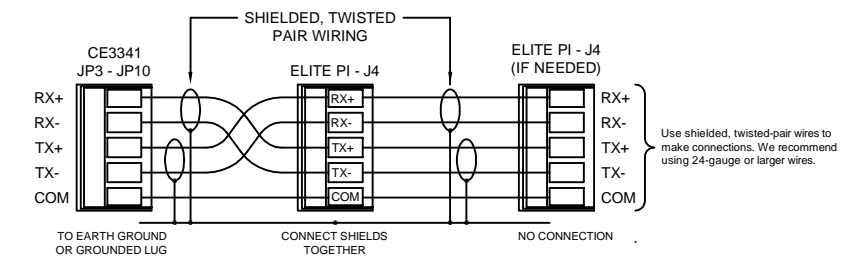 SHIELDED, TWISTED
PAIR WIRING
CE3341
JP3 - JP10
ELITE PI - J4
ELITE PI - J4
(IF NEEDED)
RX+
RX-
TX+
TX-
COM
RX+
RX-
TX+
TX-
COM
RX+
RX-
TX+
TX-
COM
Use shielded, twisted-pair wires to
make connections. We recommend
using 24-gauge or larger wires.
TO EARTH GROUND
OR GROUNDED LUG
CONNECT SHIELDS
TOGETHER
NO CONNECTION .